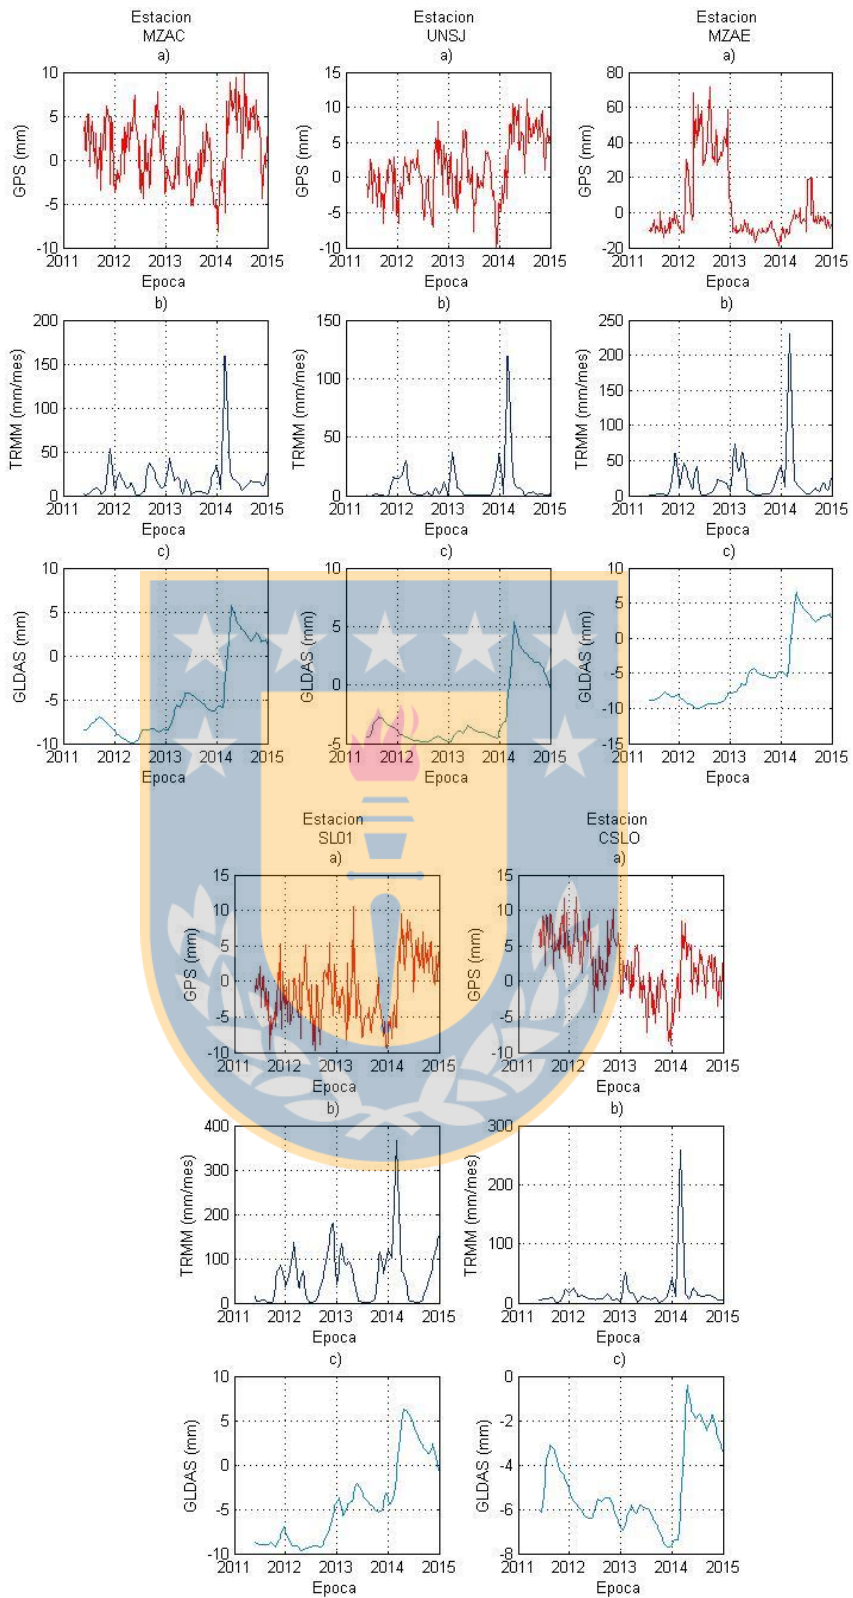 Estacion
MZAC
a)
10
5
0
-5
-10
GPS (mm)
2011 2012 2013 2014 2015
Epoca
Estacion
UNSJ
a)
15
10
5
0
-5
-10
GPS (mm)
2011 2012 2013 2014 2015
Epoca
Estacion
MZAE
a)
80
60
40
20
0
-20
GPS (mm)
2011 2012 2013 2014 2015
Epoca
b)
200
150
100
50
0
TRMM (mm/mes)
2011 2012 2013 2014 2015
Epoca
b)
150
100
50
0
TRMM (mm/mes)
2011 2012 2013 2014 2015
Epoca
b)
250
200
150
100
50
0
TRMM (mm/mes)
2011 2012 2013 2014 2015
Epoca
c)
10
5
0
-5
-10
GLDAS (mm)
2011 2012 2013 2014 2015
Epoca
c)
10
5
0
-5
GLDAS (mm)
2011 2012 2013 2014 2015
Epoca
c)
10
5
0
-5
-10
-15
GLDAS (mm)
2011 2012 2013 2014 2015
Epoca
Estacion
SL01
a)
15
10
5
0
-5
-10
GPS (mm)
2011 2012 2013 2014 2015
Epoca
Estacion
CSLO
a)
15
10
5
0
-5
-10
GPS (mm)
2011 2012 2013 2014 2015
Epoca
b)
400
300
200
100
0
TRMM (mm/mes)
2011 2012 2013 2014 2015
Epoca
b)
300
200
100
0
TRMM (mm/mes)
2011 2012 2013 2014 2015
Epoca
c)
10
5
0
-5
-10
GLDAS (mm)
2011 2012 2013 2014 2015
Epoca
c)
0
-2
-4
-6
-8
GLDAS (mm)
2011 2012 2013 2014 2015
Epoca